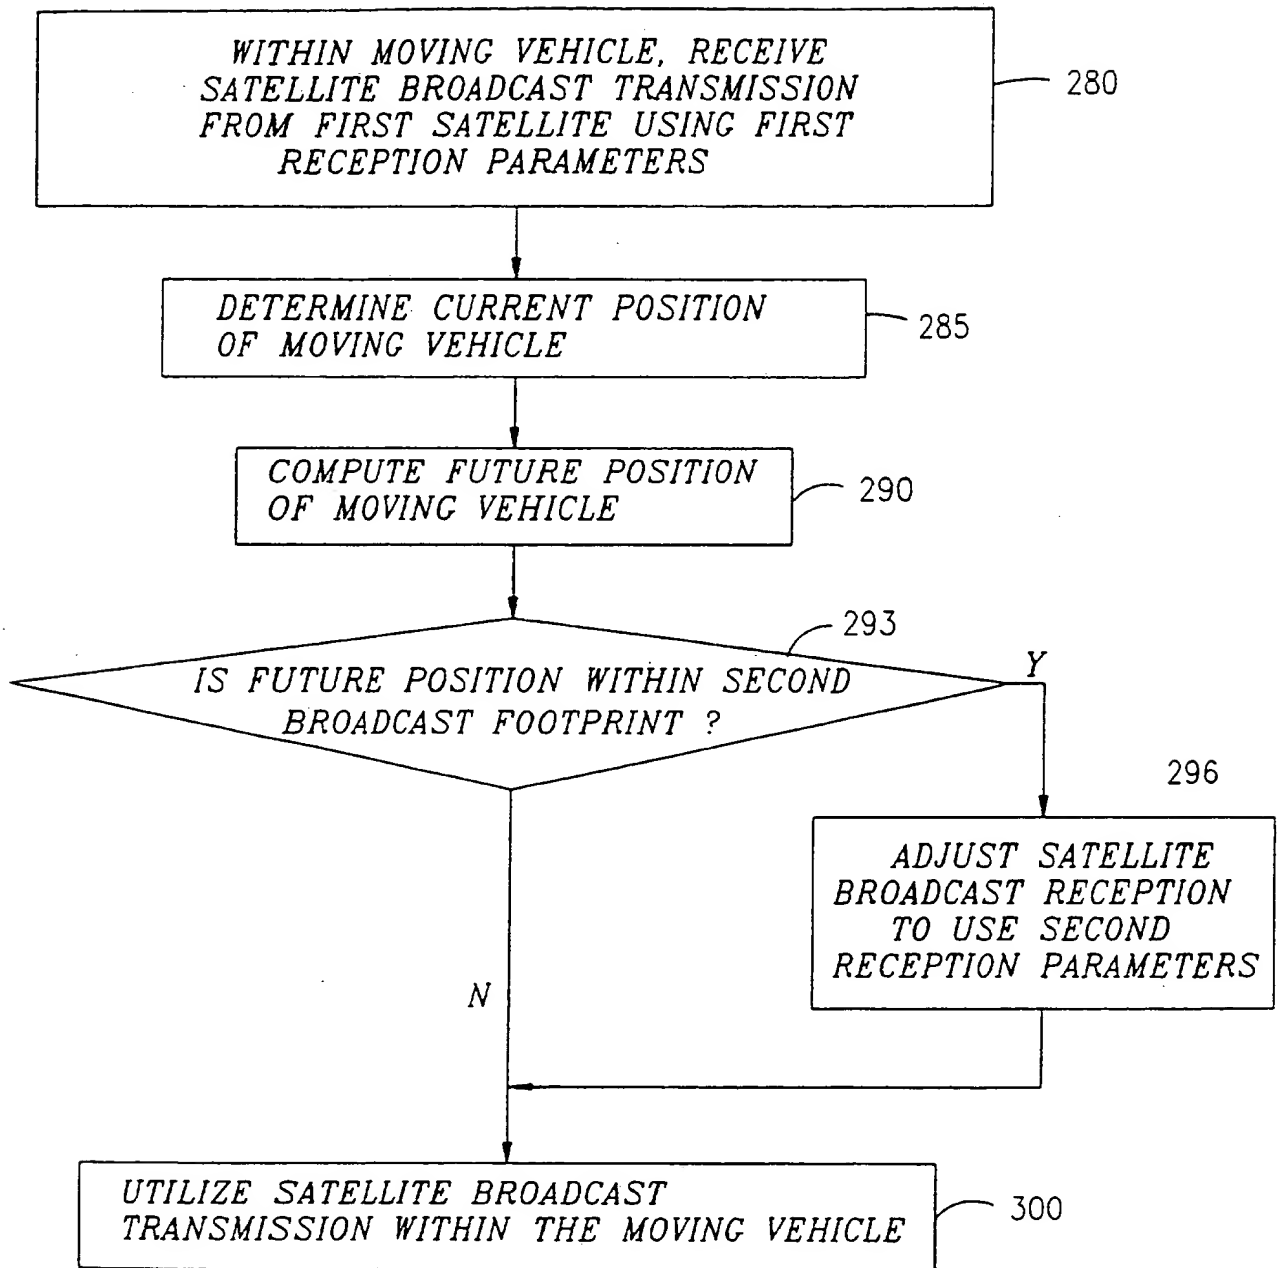 WITHIN MOVING VEHICLE, RECEIVE
SATELLITE BROADCAST TRANSMISSION
FROM FIRST SATELLITE USING FIRST
RECEPTION PARAMETERS
280
DETERMINE CURRENT POSITION
OF MOVING VEHICLE
285
COMPUTE FUTURE POSITION
OF MOVING VEHICLE
290
293
IS FUTURE POSITION WITHIN SECOND
BROADCAST FOOTPRINT ?
Y
296
ADJUST SATELLITE
BROADCAST RECEPTION
TO USE SECOND
RECEPTION PARAMETERS
N
UTILIZE SATELLITE BROADCAST
TRANSMISSION WITHIN THE MOVING VEHICLE
300